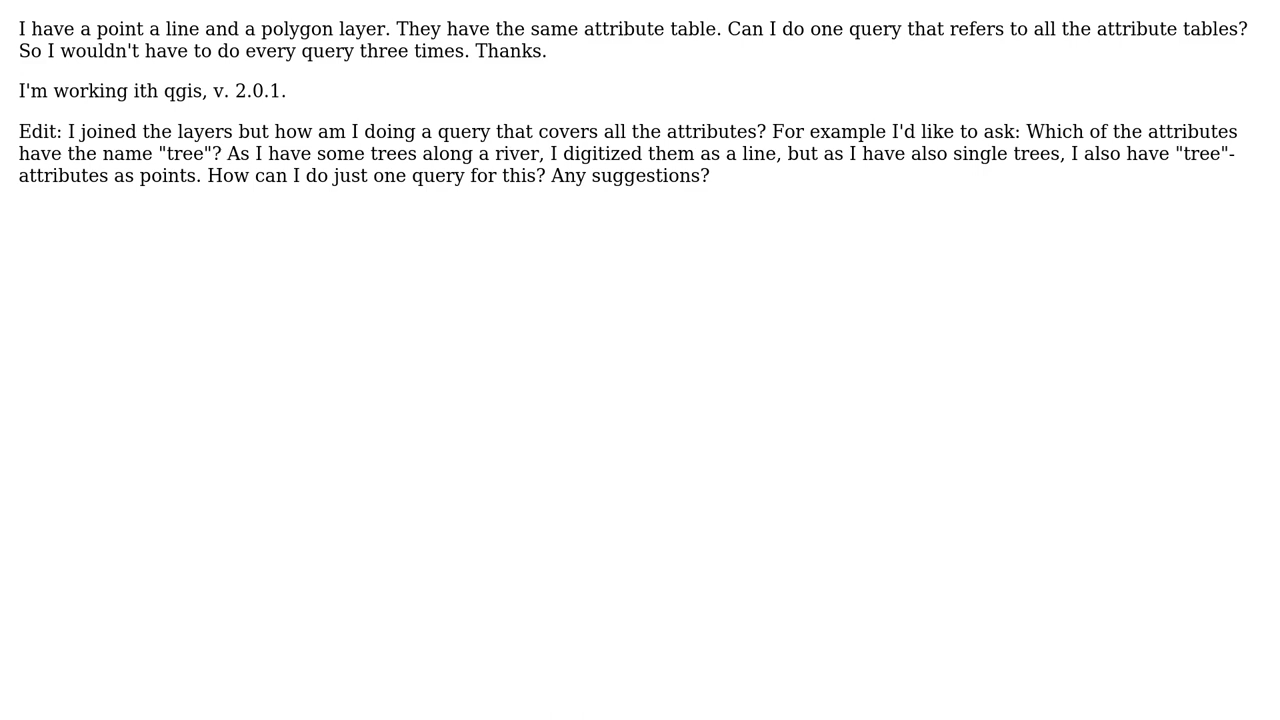 I have a point a line and a polygon layer. They have the same attribute table. Can I do one query that refers to all the attribute tables?
So I wouldn't have to do every query three times. Thanks.
I'm working ith qgis, v. 2.0.1.
Edit: I joined the layers but how am I doing a query that covers all the attributes? For example I'd like to ask: Which of the attributes
have the name "tree"? As I have some trees along a river, I digitized them as a line, but as I have also single trees, I also have "tree"-
attributes as points. How can I do just one query for this? Any suggestions?